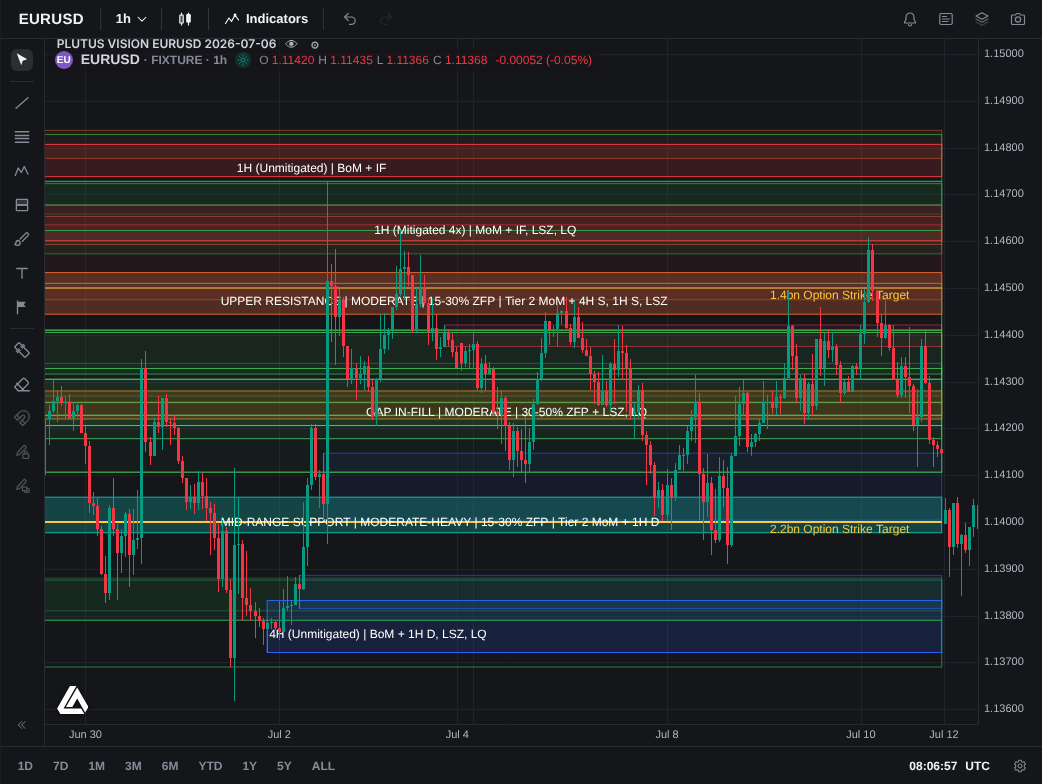 EURUSD 1h Indicators
PLUTUS VISION EURUSD 2026-07-06
EU EURUSD · FIXTURE · 1h O 1.11420 H 1.11435 L 1.11366 C 1.11368 -0.00052 (-0.05%)
1.15000
1.14900
1.14800
1H (Unmitigated) | BoM + IF
1.14700
1H (Mitigated 4x) | MoM + IF, LSZ, LQ
1.14600
1.14500
1.4bn Option Strike Target
UPPER RESISTANCE | MODERATE | 15-30% ZFP | Tier 2 MoM + 4H S, 1H S, LSZ
1.14400
1.14300
GAP IN-FILL | MODERATE | 30-50% ZFP + LSZ, LQ
1.14200
1.14100
MID-RANGE SUPPORT | MODERATE-HEAVY | 15-30% ZFP | Tier 2 MoM + 1H D
1.14000
2.2bn Option Strike Target
1.13900
1.13800
4H (Unmitigated) | BoM + 1H D, LSZ, LQ
1.13700
1.13600
Jun 30 Jul 2 Jul 4 Jul 8 Jul 10 Jul 12
1D 7D 1M 3M 6M YTD 1Y 5Y ALL 08:06:57 UTC